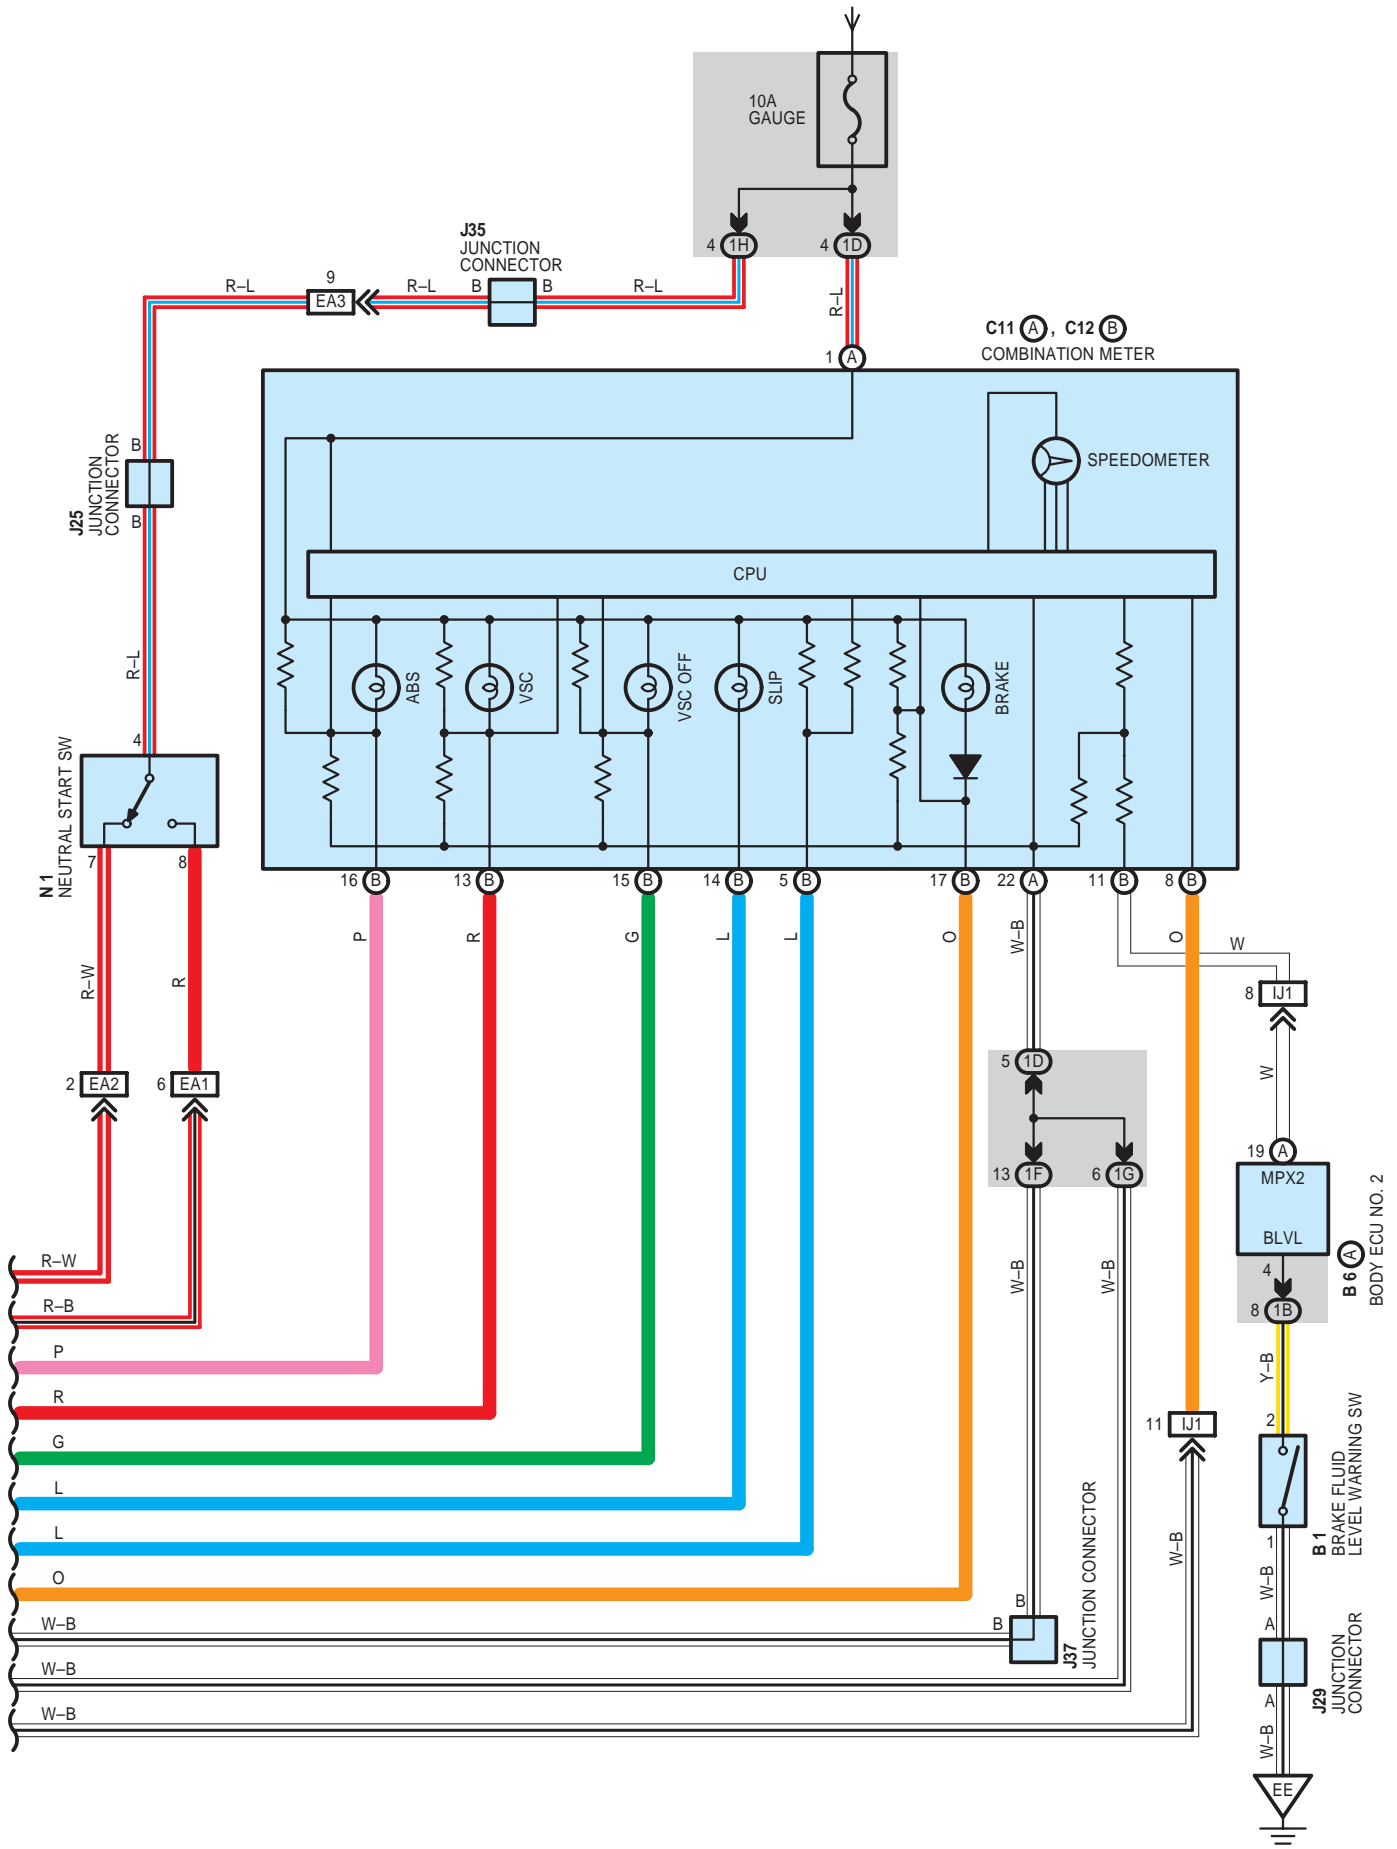 10A
GAUGE
4 1H
4 1D
J35
JUNCTION
CONNECTOR
R–L
9
EA3
R–L
B
B
R–L
R–L
C11 A , C12 B
COMBINATION METER
1 A
B
J25
JUNCTION
CONNECTOR
B
SPEEDOMETER
CPU
R–L
ABS
VSC
VSC OFF
SLIP
BRAKE
4
N 1
NEUTRAL START SW
7
8
16 B
13 B
15 B
14 B
5 B
17 B
22 A
11 B
8 B
P
R
G
L
L
O
W–B
O
W
R–W
R
8 IJ1
5 1D
W
2 EA2
6 EA1
19 A
13 1F
6 1G
MPX2
BLVL
B 6 A
BODY ECU NO. 2
4
8 1B
R–W
R–B
W–B
W–B
P
Y–B
R
2
11 IJ1
G
B 1
BRAKE FLUID
LEVEL WARNING SW
L
L
1
W–B
W–B
O
B
B
J37
JUNCTION CONNECTOR
W–B
A
J29
JUNCTION
CONNECTOR
W–B
A
W–B
W–B
EE